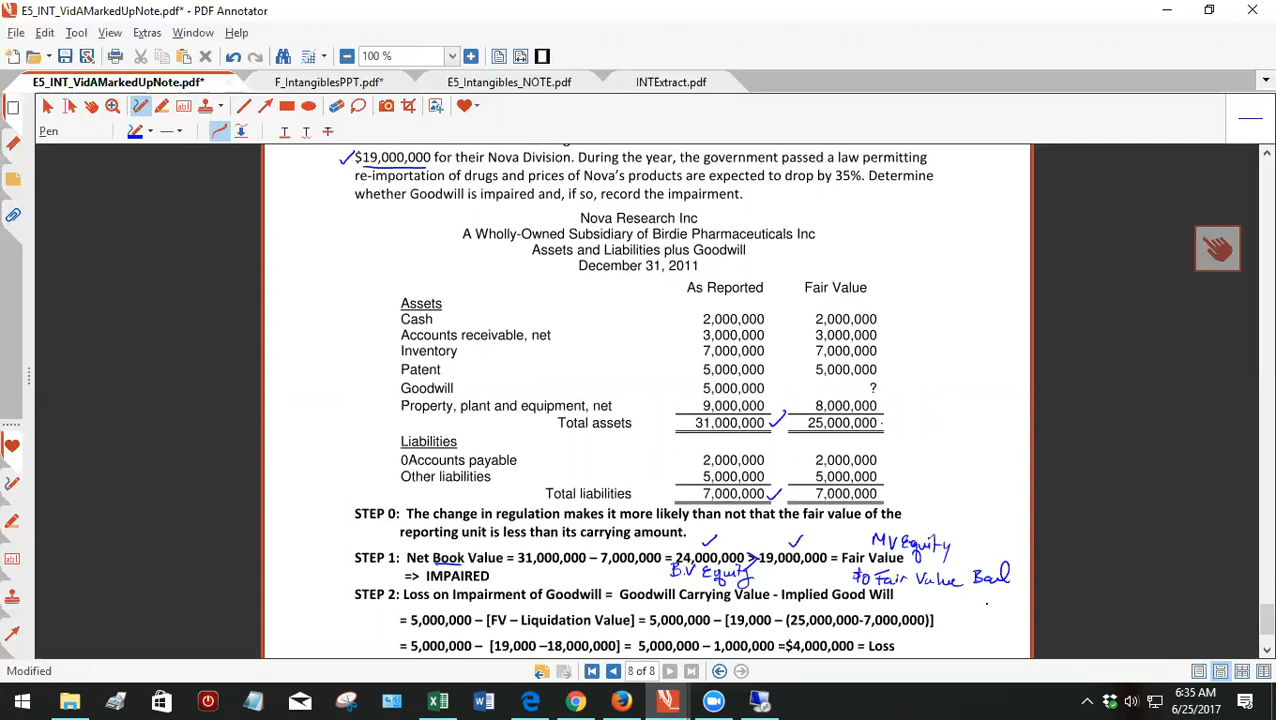 E5_INT_VidAMarkedUpNote.pdf* - PDF Annotator
File Edit Tool View Extras Window Help
100 %
E5_INT_VidAMarkedUpNote.pdf* F_IntangiblesPPT.pdf* E5_Intangibles_NOTE.pdf INTExtract.pdf
Pen
$19,000,000 for their Nova Division. During the year, the government passed a law permitting
re-importation of drugs and prices of Nova's products are expected to drop by 35%. Determine
whether Goodwill is impaired and, if so, record the impairment.
Nova Research Inc
A Wholly-Owned Subsidiary of Birdie Pharmaceuticals Inc
Assets and Liabilities plus Goodwill
December 31, 2011
As Reported Fair Value
Assets
Cash 2,000,000 2,000,000
Accounts receivable, net 3,000,000 3,000,000
Inventory 7,000,000 7,000,000
Patent 5,000,000 5,000,000
Goodwill 5,000,000 ?
Property, plant and equipment, net 9,000,000 8,000,000
Total assets 31,000,000 25,000,000
Liabilities
0Accounts payable 2,000,000 2,000,000
Other liabilities 5,000,000 5,000,000
Total liabilities 7,000,000 7,000,000
STEP 0: The change in regulation makes it more likely than not that the fair value of the
reporting unit is less than its carrying amount.
MV Equity
STEP 1: Net Book Value = 31,000,000 – 7,000,000 = 24,000,000 > 19,000,000 = Fair Value
B.V Equity
=> IMPAIRED
Fair Value
STEP 2: Loss on Impairment of Goodwill = Goodwill Carrying Value - Implied Good Will
= 5,000,000 – [FV – Liquidation Value] = 5,000,000 – [19,000 – (25,000,000-7,000,000)]
= 5,000,000 – [19,000 –18,000,000] = 5,000,000 – 1,000,000 =$4,000,000 = Loss
Modified
8 of 8
6:35 AM
6/25/2017